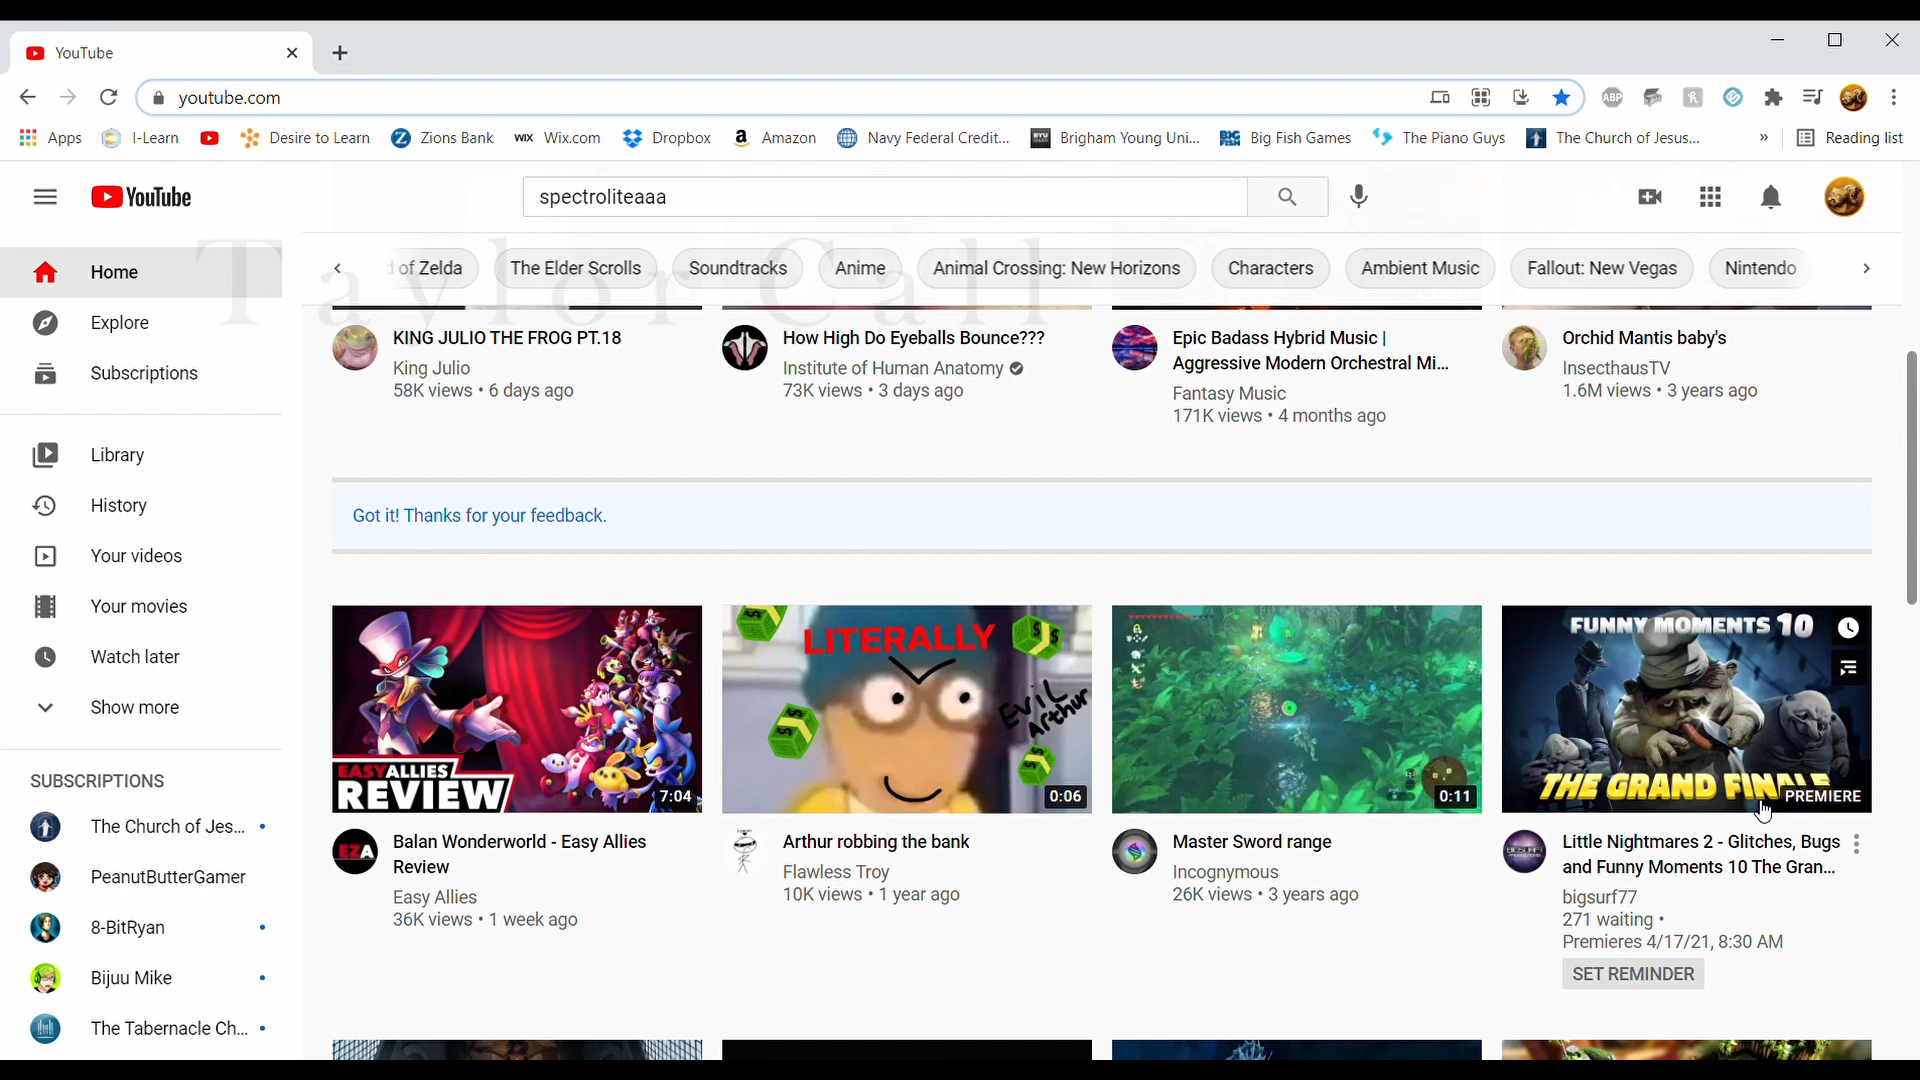 YouTube
youtube.com
ABP
Apps I-Learn Desire to Learn Zions Bank WIX Wix.com Dropbox Amazon Navy Federal Credit... Brigham Young Uni... Big Fish Games The Piano Guys The Church of Jesus... » Reading list
YouTube
spectroliteaaa
Taylor Call
Home
Explore
Subscriptions
Library
History
Your videos
Your movies
Watch later
Show more
SUBSCRIPTIONS
The Church of Jes...
PeanutButterGamer
8-BitRyan
Bijuu Mike
The Tabernacle Ch...
d of Zelda The Elder Scrolls Soundtracks Anime Animal Crossing: New Horizons Characters Ambient Music Fallout: New Vegas Nintendo
KING JULIO THE FROG PT.18
King Julio
58K views • 6 days ago
How High Do Eyeballs Bounce???
Institute of Human Anatomy
73K views • 3 days ago
Epic Badass Hybrid Music |
Aggressive Modern Orchestral Mi...
Fantasy Music
171K views • 4 months ago
Orchid Mantis baby's
InsecthausTV
1.6M views • 3 years ago
Got it! Thanks for your feedback.
EASYALLIES
REVIEW
7:04
Balan Wonderworld - Easy Allies
Review
EZA
Easy Allies
36K views • 1 week ago
LITERALLY
EVIL
Arthur
0:06
Arthur robbing the bank
Flawless Troy
10K views • 1 year ago
0:11
Master Sword range
Incognymous
26K views • 3 years ago
FUNNY MOMENTS 10
THE GRAND FINALE
PREMIERE
Little Nightmares 2 - Glitches, Bugs
and Funny Moments 10 The Gran...
bigsurf77
271 waiting •
Premieres 4/17/21, 8:30 AM
SET REMINDER